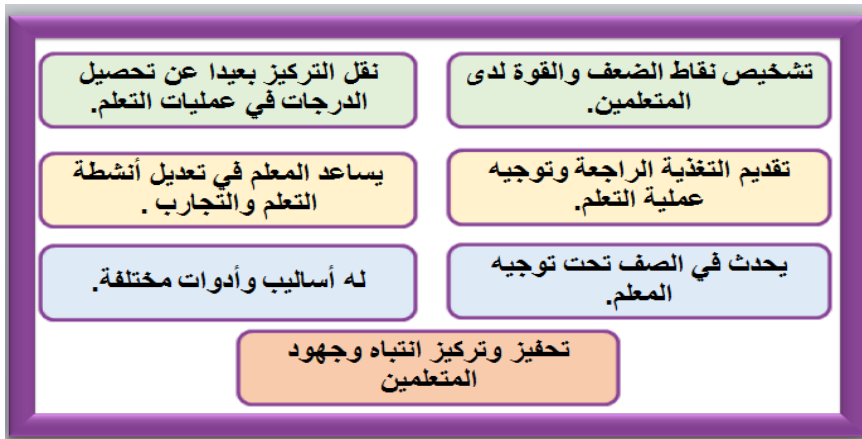 تشخيص نقاط الضعف والقوة لدى
المتعلمين.
نقل التركيز بعيدا عن تحصيل
الدرجات في عمليات التعلم.
تقديم التغذية الراجعة وتوجيه
عملية التعلم.
يساعد المعلم في تعديل أنشطة
التعلم والتجارب .
يحدث في الصف تحت توجيه
المعلم.
له أساليب وأدوات مختلفة.
تحفيز وتركيز انتباه وجهود
المتعلمين